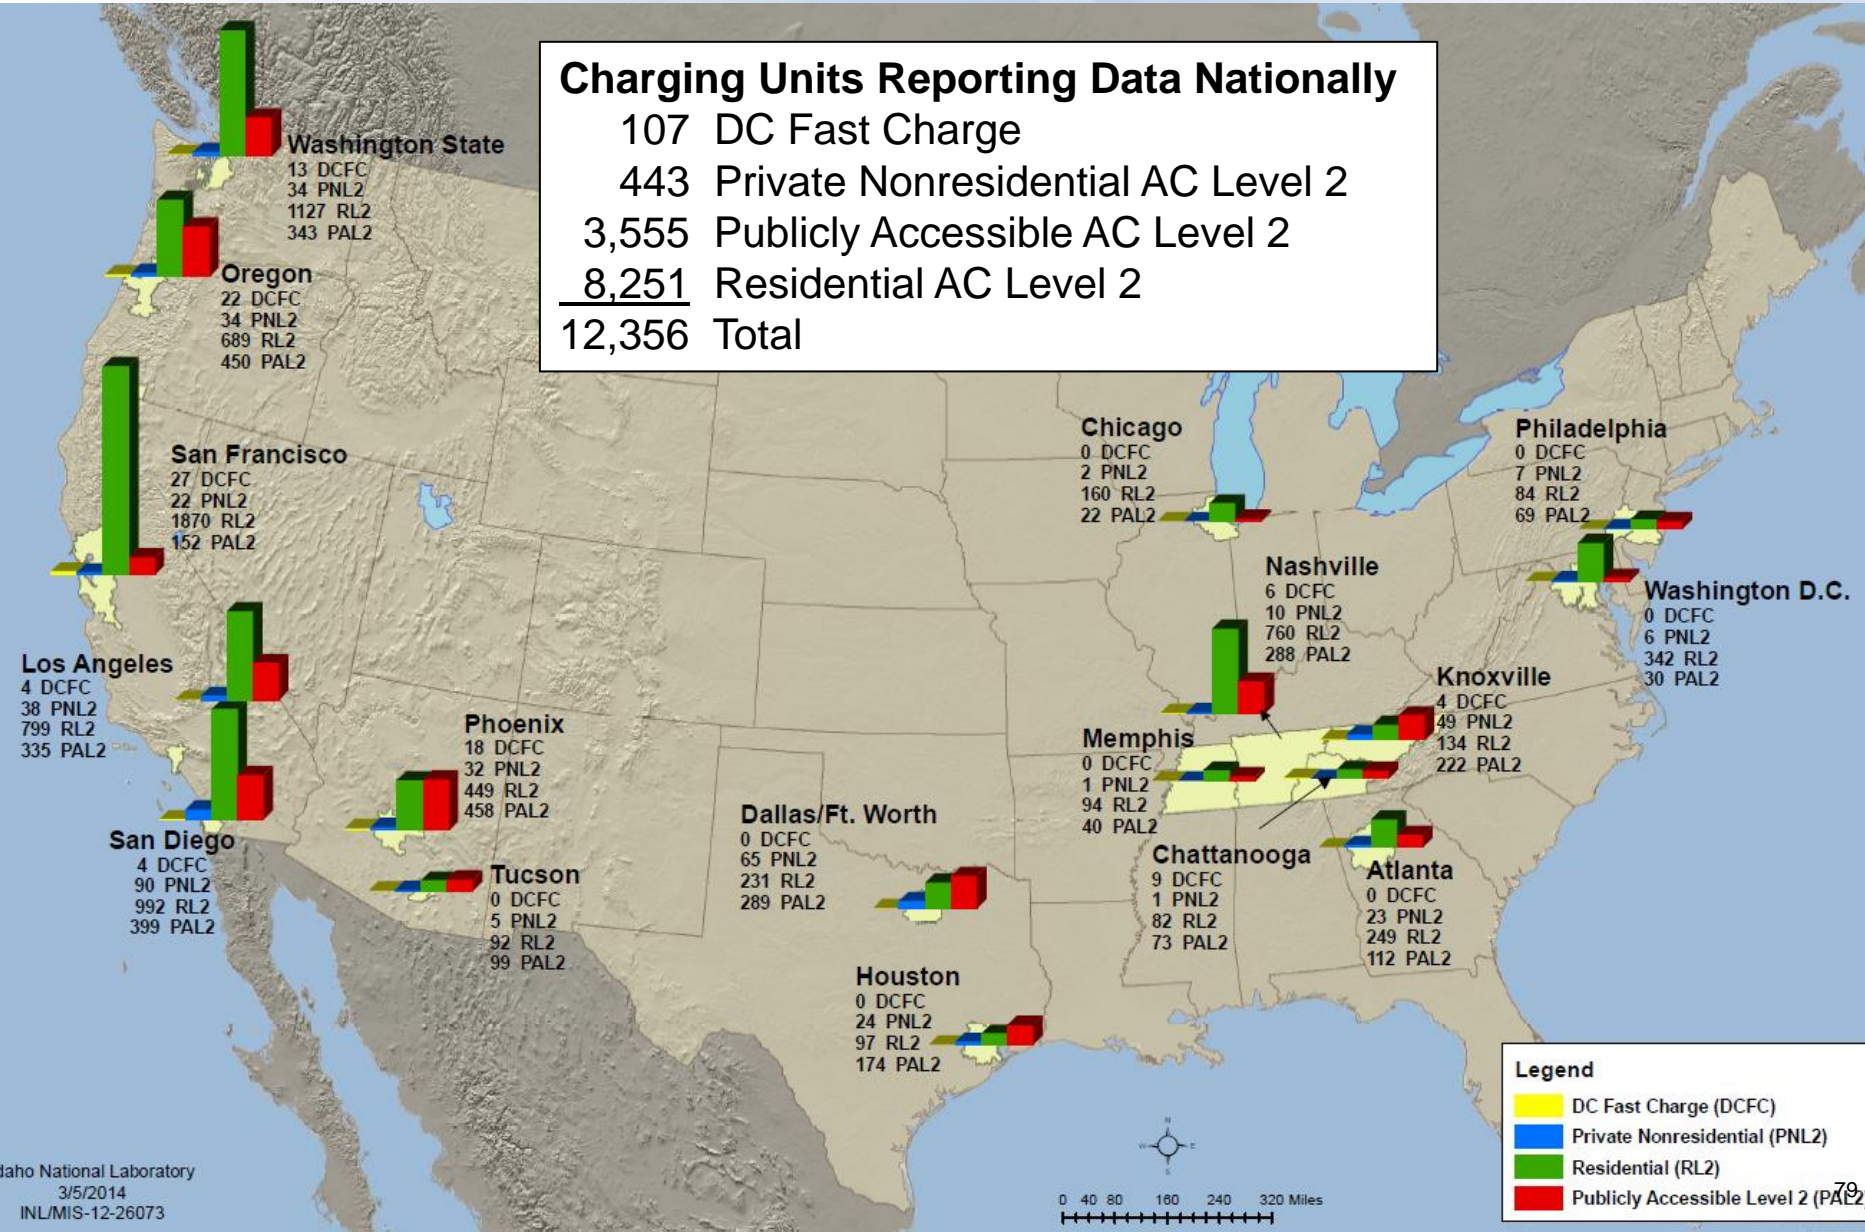 Charging Units Reporting Data Nationally
107 DC Fast Charge
443 Private Nonresidential AC Level 2
3,555 Publicly Accessible AC Level 2
8,251 Residential AC Level 2
12,356 Total
Washington State
13 DCFC
34 PNL2
1127 RL2
343 PAL2
Oregon
22 DCFC
34 PNL2
689 RL2
450 PAL2
San Francisco
27 DCFC
22 PNL2
1870 RL2
152 PAL2
Los Angeles
4 DCFC
38 PNL2
799 RL2
335 PAL2
San Diego
4 DCFC
90 PNL2
992 RL2
399 PAL2
Phoenix
18 DCFC
32 PNL2
449 RL2
458 PAL2
Tucson
0 DCFC
5 PNL2
92 RL2
99 PAL2
Dallas/Ft. Worth
0 DCFC
65 PNL2
231 RL2
289 PAL2
Houston
0 DCFC
24 PNL2
97 RL2
174 PAL2
Chicago
0 DCFC
2 PNL2
160 RL2
22 PAL2
Nashville
6 DCFC
10 PNL2
760 RL2
288 PAL2
Memphis
0 DCFC
1 PNL2
94 RL2
40 PAL2
Chattanooga
9 DCFC
1 PNL2
82 RL2
73 PAL2
Knoxville
4 DCFC
49 PNL2
134 RL2
222 PAL2
Atlanta
0 DCFC
23 PNL2
249 RL2
112 PAL2
Philadelphia
0 DCFC
7 PNL2
84 RL2
69 PAL2
Washington D.C.
0 DCFC
6 PNL2
342 RL2
30 PAL2
daho National Laboratory
3/5/2014
INL/MIS-12-26073
N
W E
S
0 40 80 160 240 320 Miles
Legend
DC Fast Charge (DCFC)
Private Nonresidential (PNL2)
Residential (RL2)
Publicly Accessible Level 2 (PAL2
79